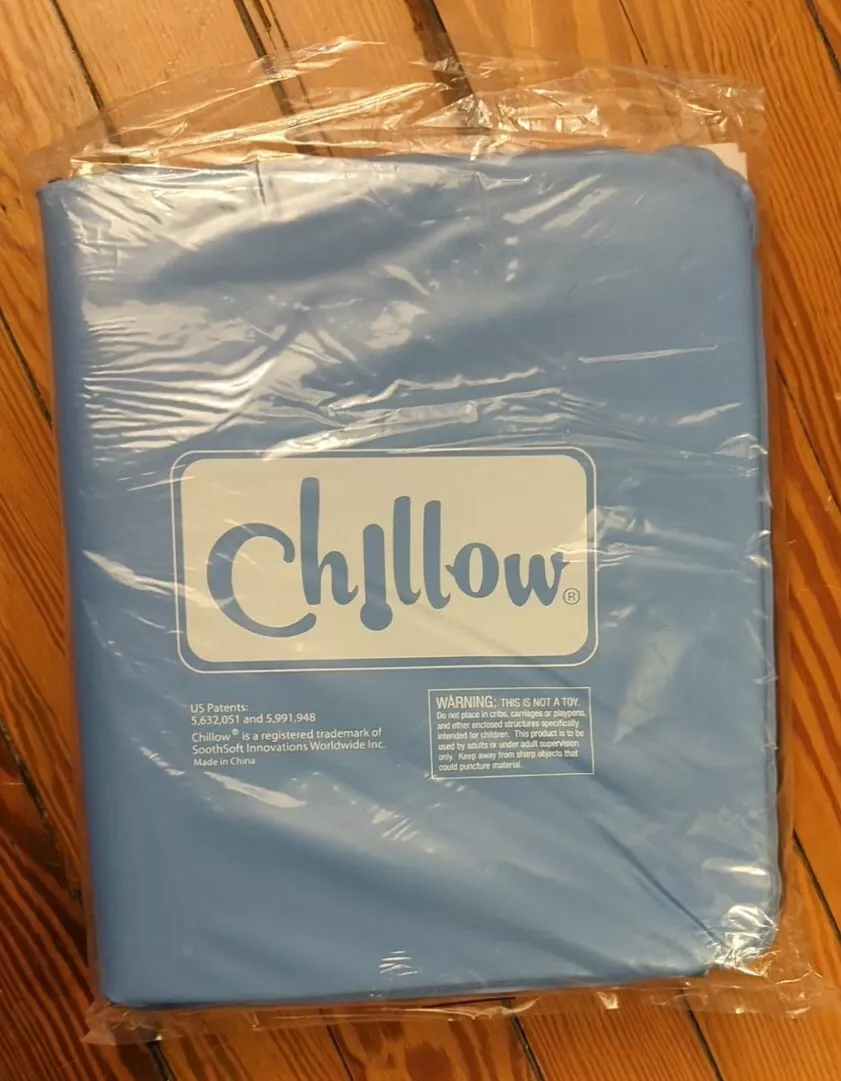 Chillow®
US Patents:
5,632,051 and 5,991,948
Chillow® is a registered trademark of
SoothSoft Innovations Worldwide Inc.
Made in China
WARNING: THIS IS NOT A TOY.
Do not place in cribs, carriages or playpens,
and other enclosed structures specifically
intended for children. This product is to be
used by adults or under adult supervision
only. Keep away from sharp objects that
could puncture material.